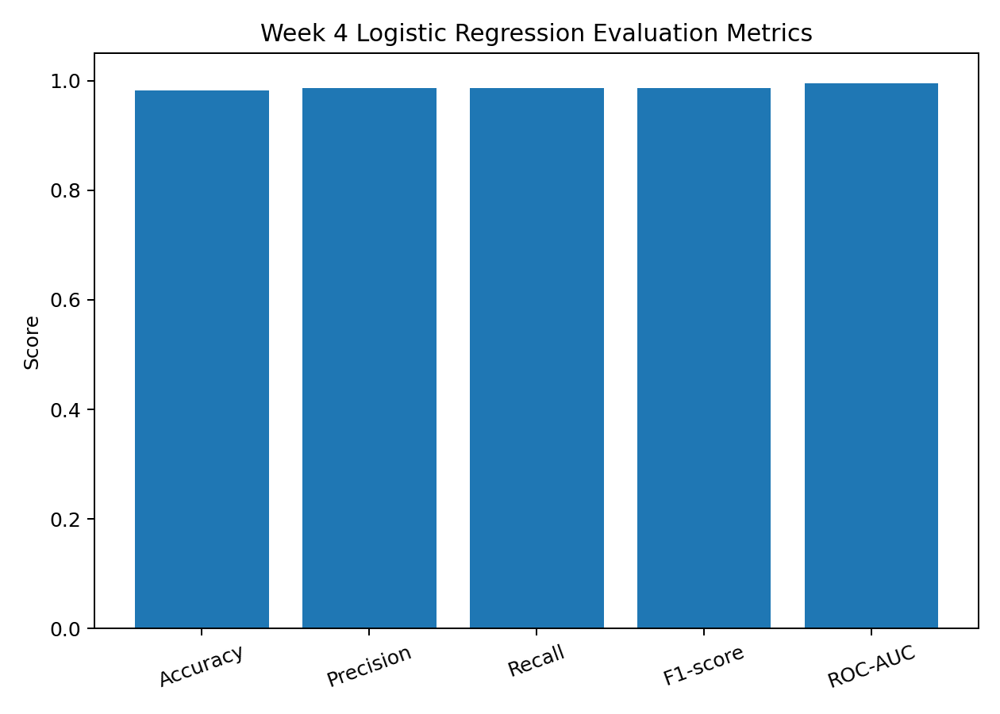 Week 4 Logistic Regression Evaluation Metrics
1.0
0.8
0.6
0.4
0.2
0.0
Score
Accuracy
Precision
Recall
F1-score
ROC-AUC